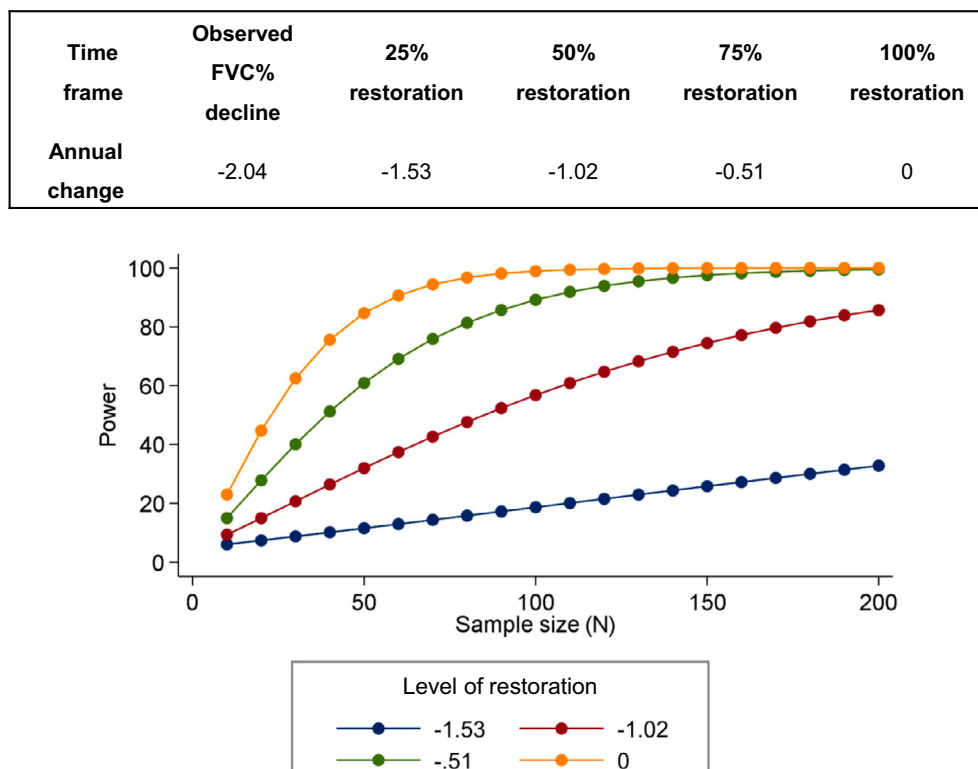 Time frame
Observed FVC% decline
25% restoration
50% restoration
75% restoration
100% restoration
Annual change
-2.04
-1.53
-1.02
-0.51
0
Power
100
80
60
40
20
0
0 50 100 150 200
Sample size (N)
Level of restoration
-1.53 -1.02
-.51 0